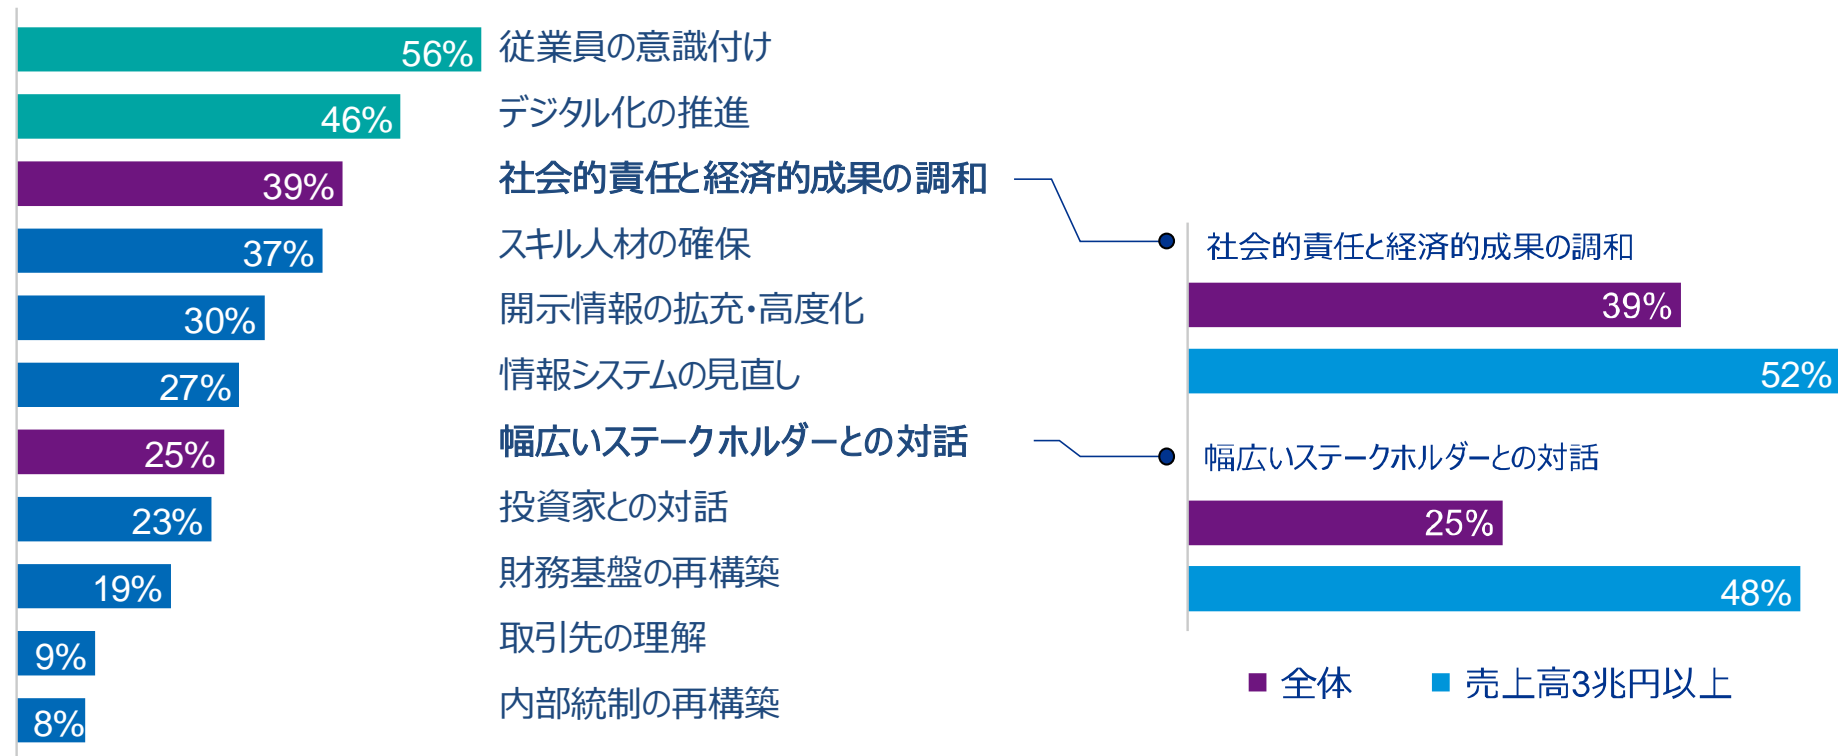 56% 従業員の意識付け
46% デジタル化の推進
39% 社会的責任と経済的成果の調和
37% スキル人材の確保
30% 開示情報の拡充・高度化
27% 情報システムの見直し
25% 幅広いステークホルダーとの対話
23% 投資家との対話
19% 財務基盤の再構築
9% 取引先の理解
8% 内部統制の再構築
社会的責任と経済的成果の調和
39%
52%
幅広いステークホルダーとの対話
25%
48%
全体 売上高3兆円以上